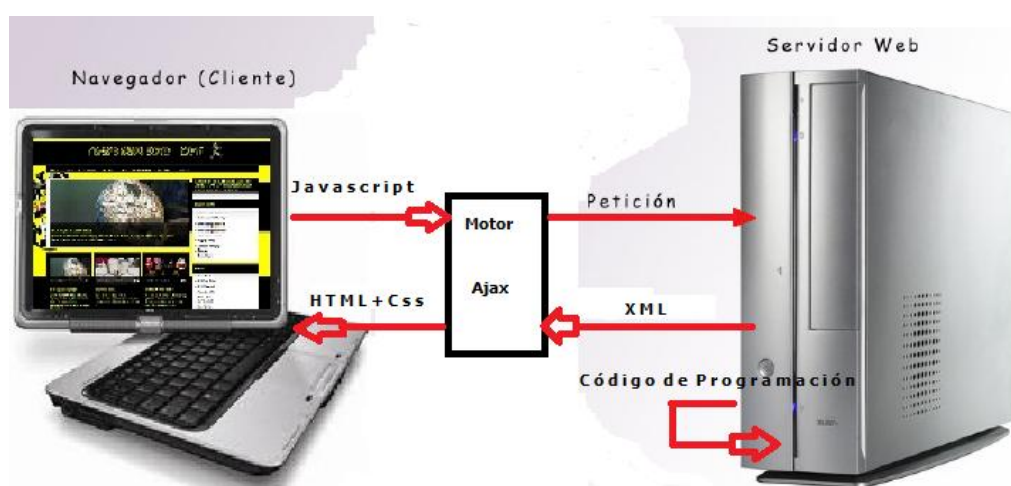 Servidor Web
Navegador (Cliente)
Javascript
Petición
Motor
Ajax
HTML+Css
XML
Código de Programación